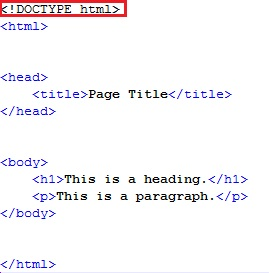 <!DOCTYPE html>
<html>
<head>
<title>Page Title</title>
</head>
<body>
<h1>This is a heading.</h1>
<p>This is a paragraph.</p>
</body>
</html>